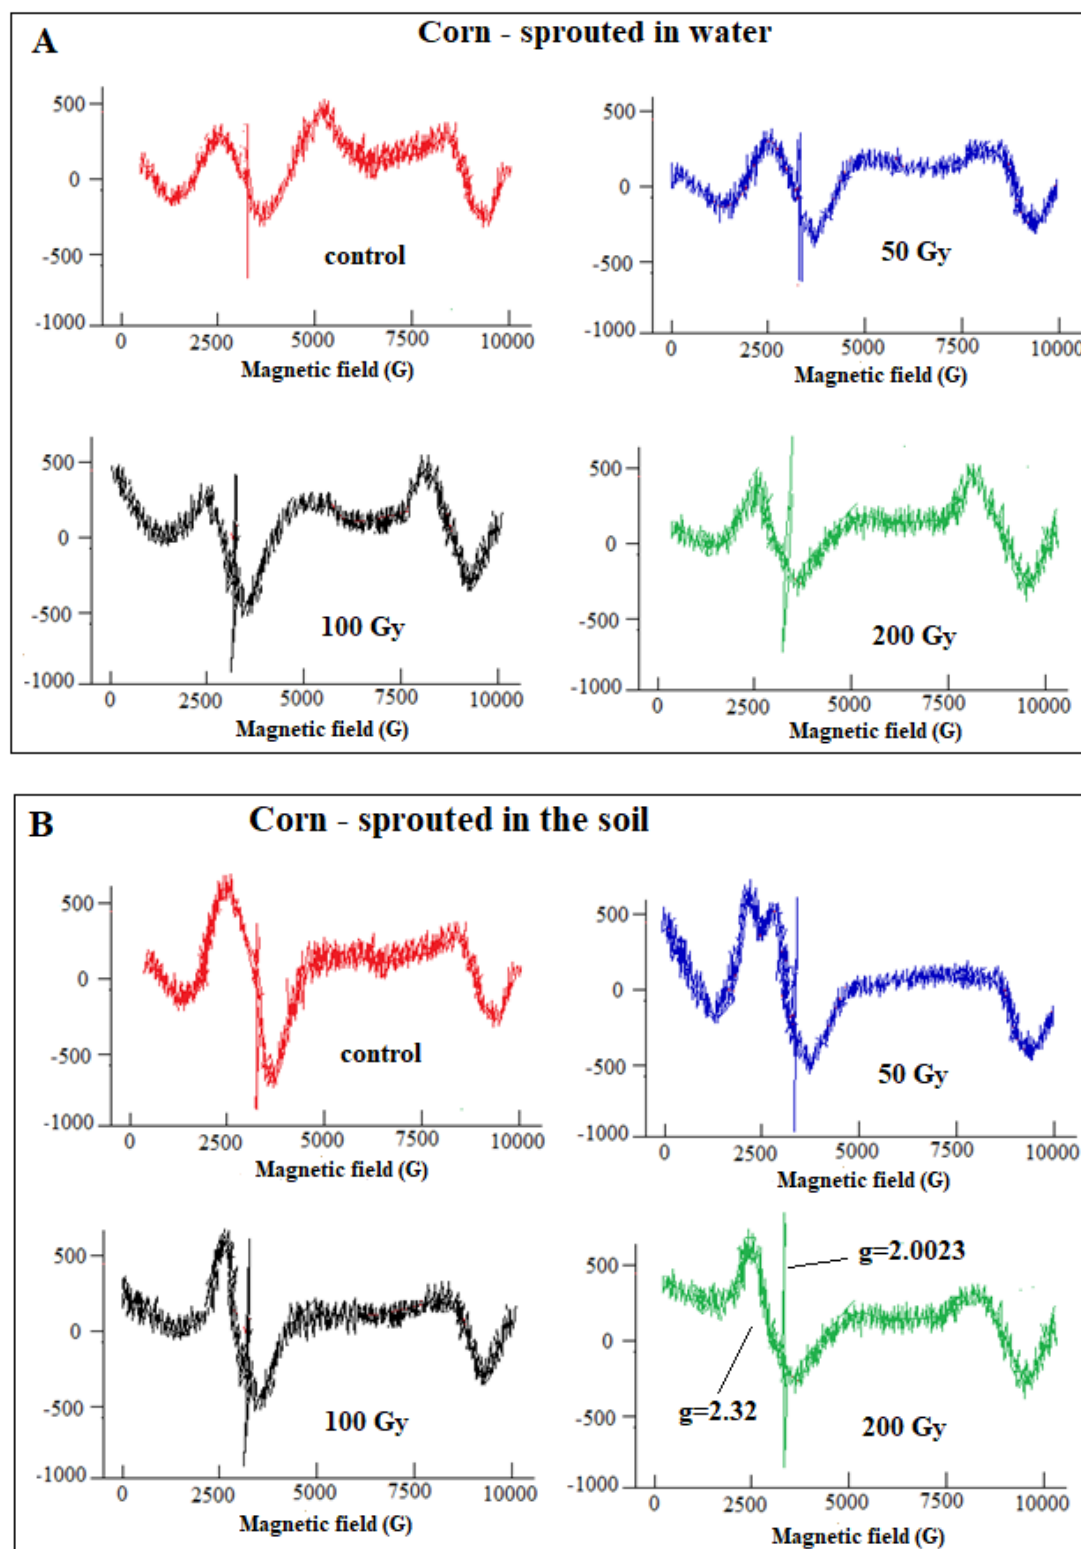 A
Corn - sprouted in water
500
0
-500
-1000
control
0 2500 5000 7500 10000
Magnetic field (G)
500
0
-500
-1000
50 Gy
0 2500 5000 7500 10000
Magnetic field (G)
500
0
-500
-1000
100 Gy
0 2500 5000 7500 10000
Magnetic field (G)
500
0
-500
-1000
200 Gy
0 2500 5000 7500 10000
Magnetic field (G)
B
Corn - sprouted in the soil
500
0
-500
-1000
control
0 2500 5000 7500 10000
Magnetic field (G)
500
0
-500
-1000
50 Gy
0 2500 5000 7500 10000
Magnetic field (G)
500
0
-500
-1000
100 Gy
0 2500 5000 7500 10000
Magnetic field (G)
500
0
-500
-1000
g=2.0023
g=2.32
200 Gy
0 2500 5000 7500 10000
Magnetic field (G)